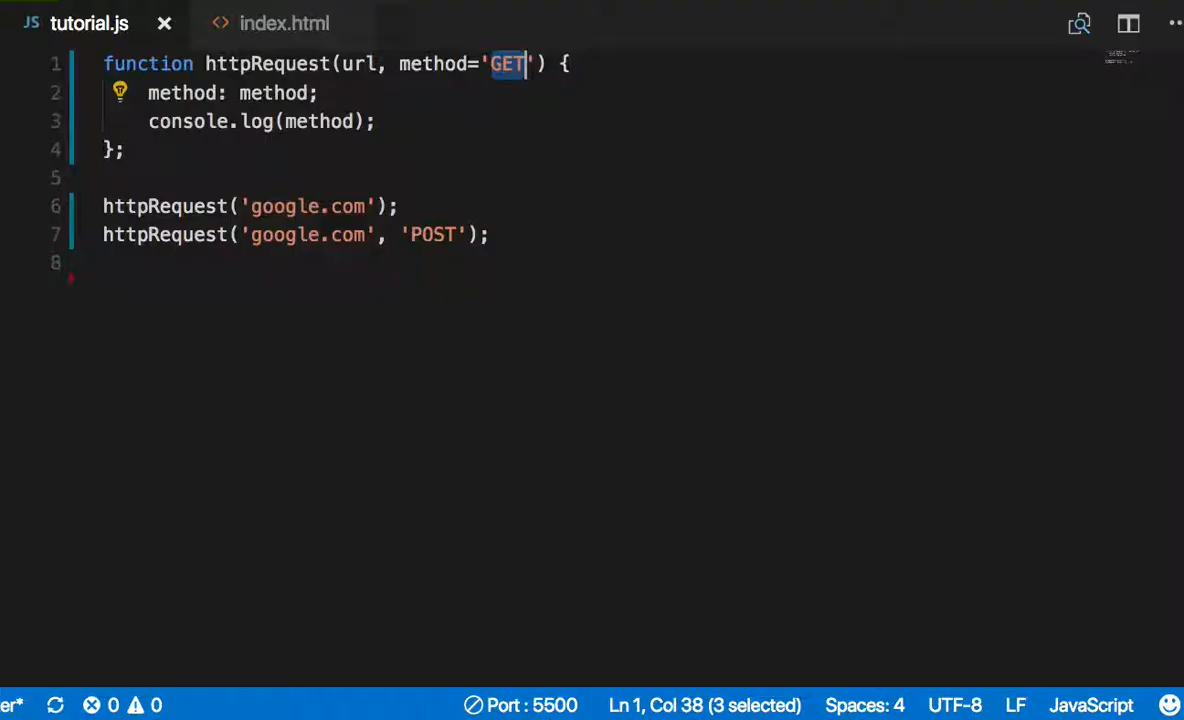 JS tutorial.js × <> index.html
1 function httpRequest(url, method='GET') {
2 method: method;
3 console.log(method);
4 };
5
6 httpRequest('google.com');
7 httpRequest('google.com', 'POST');
8
er* 0 0 Port : 5500 Ln 1, Col 38 (3 selected) Spaces: 4 UTF-8 LF JavaScript